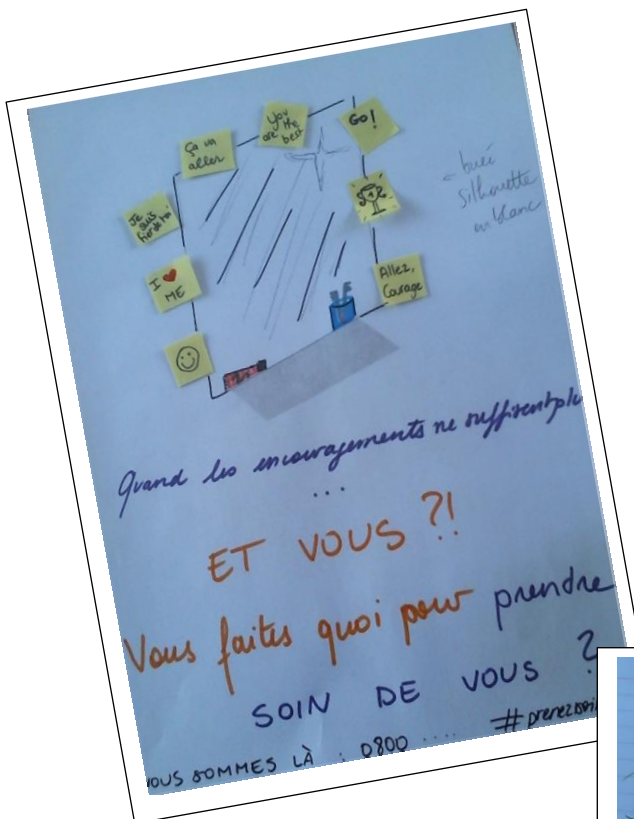 You are the best
GO!
Ça va aller
Je suis fier de toi
I ♥ ME
Allez, Courage
silhouette
en blanc
Quand les encouragements ne suffisent plu
...
ET VOUS ?!
Vous faites quoi pour prendre
SOIN DE VOUS ?
OUS SOMMES LÀ : 0800 .... #prenezsoi